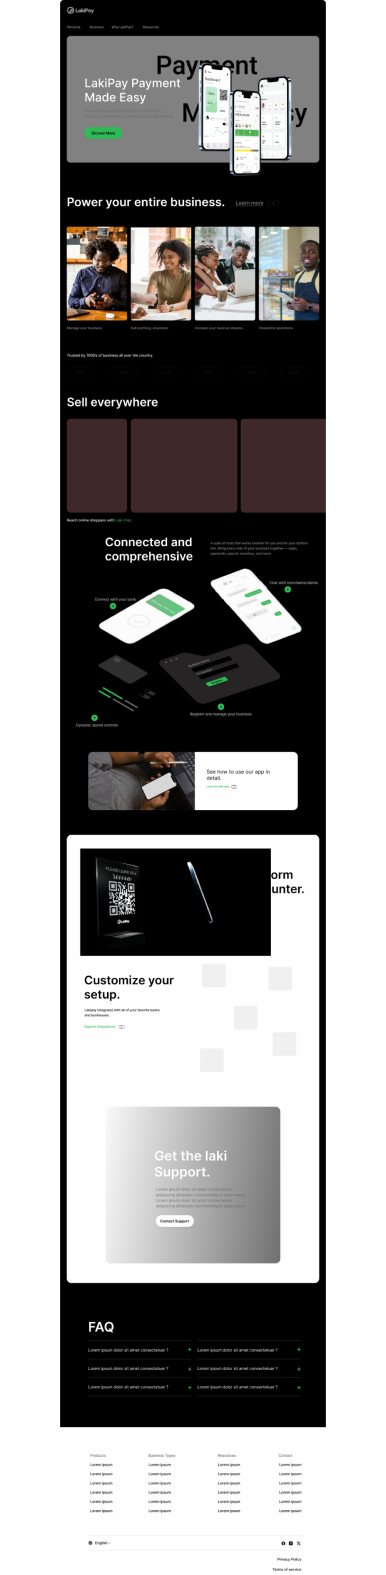 LakiPay
Personal Business Why LakiPay? Resources
Payment
LakiPay Payment
Made Easy
Discover More
Power your entire business. Learn more
Manage your business. Sell anything, anywhere. Increase your revenue streams. Streamline operations.
Trusted by 1000's of business all over the country.
Sell everywhere
Reach online shoppers with Laki chat.
Connected and
comprehensive
A suite of tools that works smarter for you and for your bottom
line. Bring every side of your business together — sales,
payments, payroll, inventory, and more.
Chat with merchants/clients
Connect with your bank
Register and manage your business
Dynamic spend controls
See how to use our app in
detail.
orm
unter.
LakiPay
Customize your
setup.
Lakipay integrates with all of your favorite banks
and businesses.
Explore integrations
Get the laki
Support.
Lorem ipsum dolor sit amet consectetuer
Contact Support
FAQ
Lorem ipsum dolor sit amet consectetuer ? + Lorem ipsum dolor sit amet consectetuer ? +
Lorem ipsum dolor sit amet consectetuer ? + Lorem ipsum dolor sit amet consectetuer ? +
Lorem ipsum dolor sit amet consectetuer ? + Lorem ipsum dolor sit amet consectetuer ? +
Products Business Types Resources Contact
Lorem ipsum Lorem ipsum Lorem ipsum Lorem ipsum
Lorem ipsum Lorem ipsum Lorem ipsum Lorem ipsum
Lorem ipsum Lorem ipsum Lorem ipsum Lorem ipsum
Lorem ipsum Lorem ipsum Lorem ipsum Lorem ipsum
Lorem ipsum Lorem ipsum Lorem ipsum Lorem ipsum
Lorem ipsum Lorem ipsum Lorem ipsum Lorem ipsum
English
Privacy Policy
Terms of service